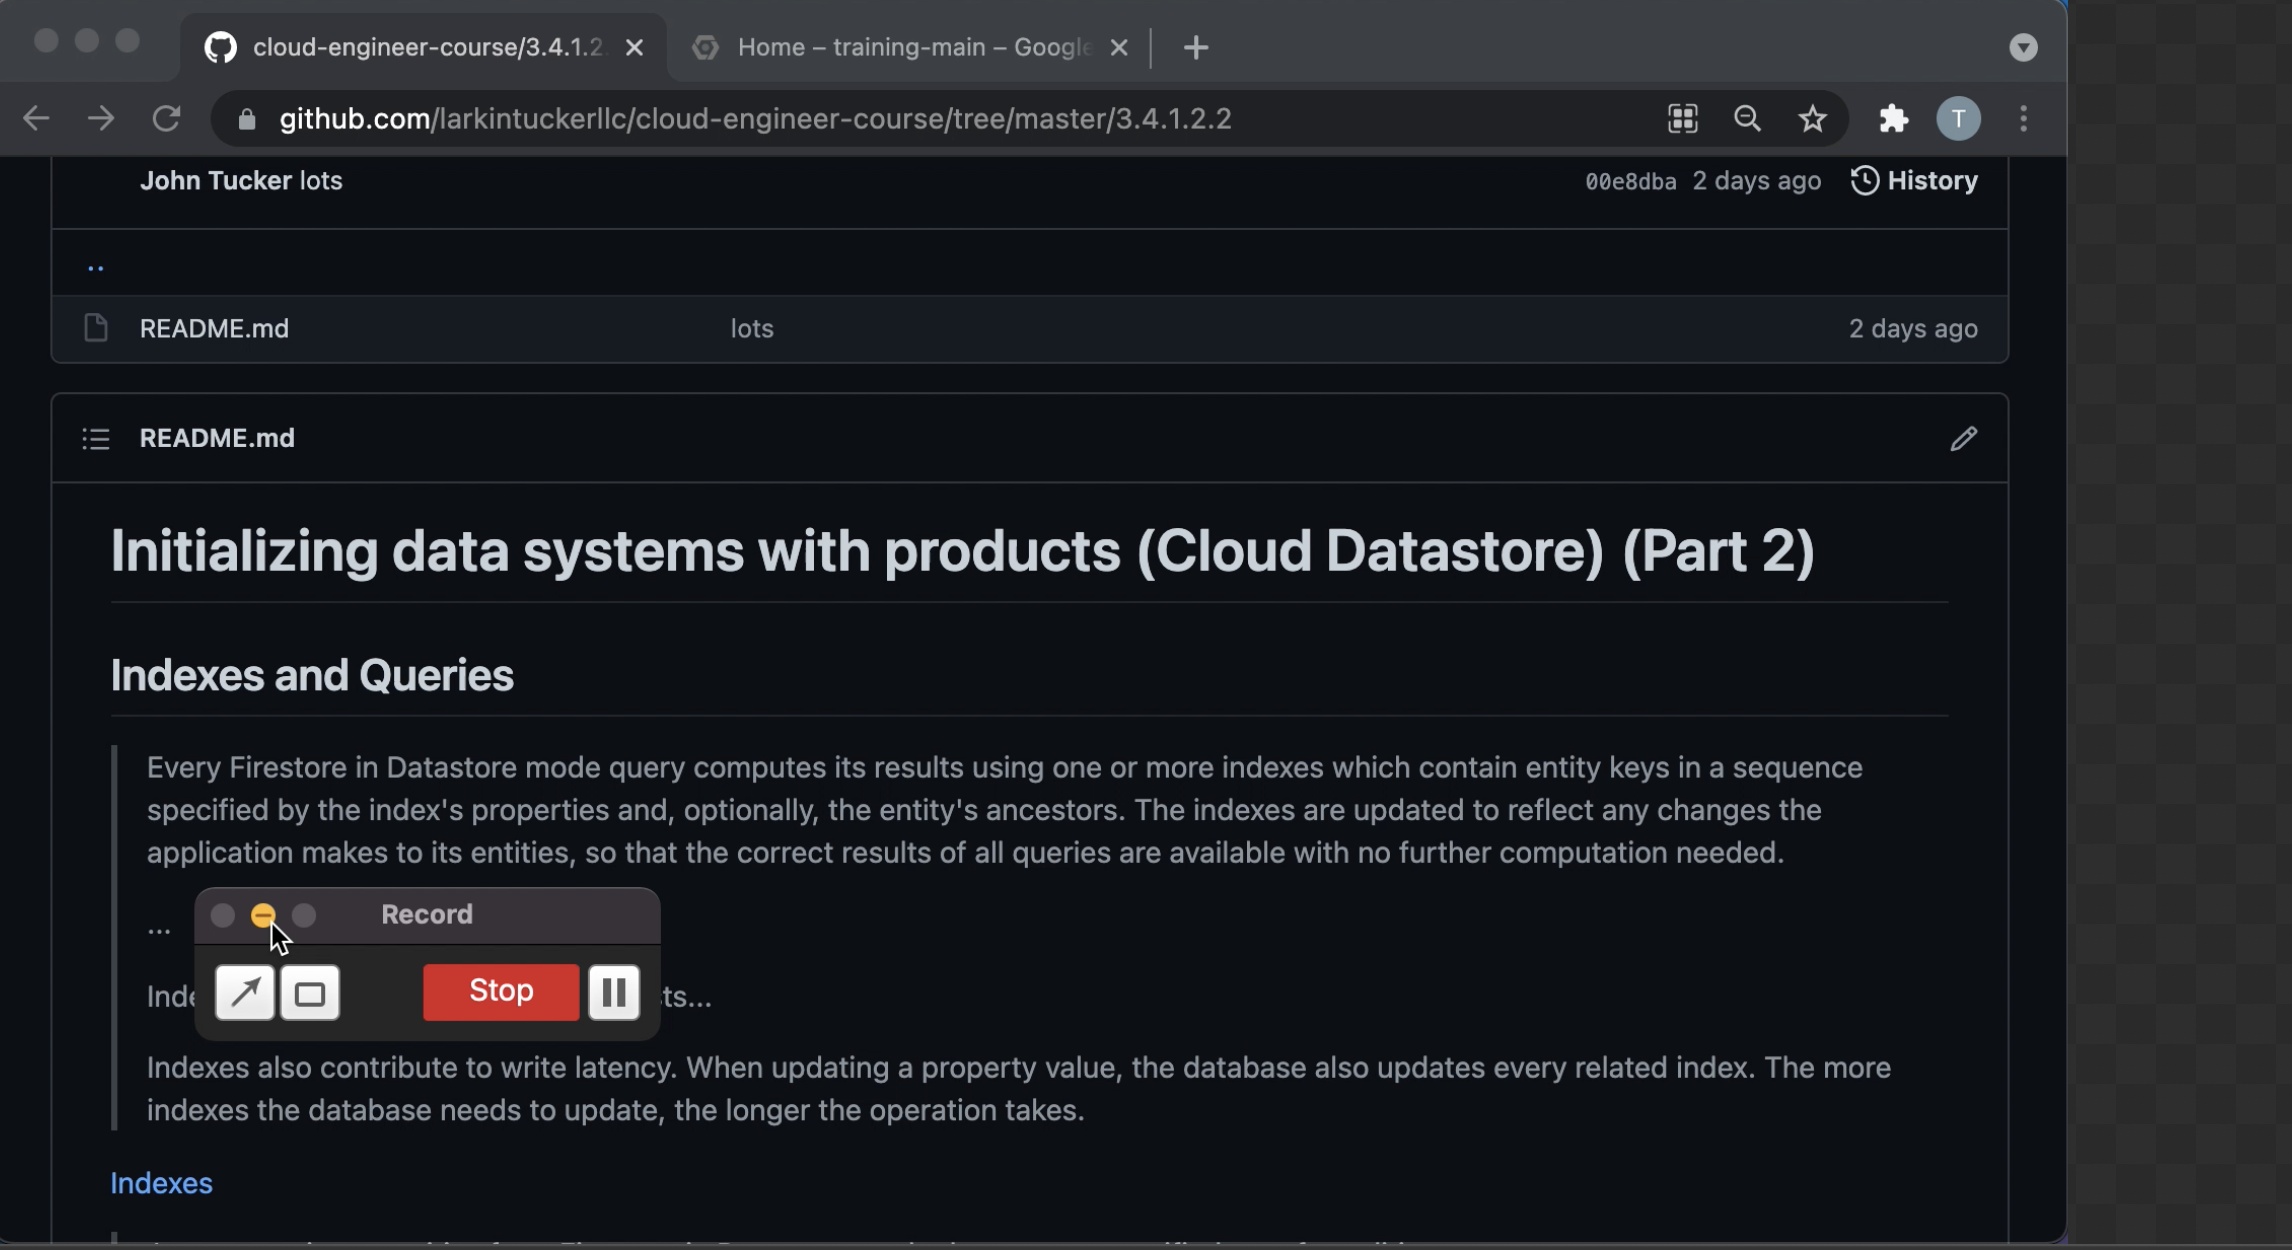 cloud-engineer-course/3.4.1.2.
Home – training-main – Google
github.com/larkintuckerllc/cloud-engineer-course/tree/master/3.4.1.2.2
T
John Tucker lots
00e8dba 2 days ago History
..
README.md lots 2 days ago
README.md
Initializing data systems with products (Cloud Datastore) (Part 2)
Indexes and Queries
Every Firestore in Datastore mode query computes its results using one or more indexes which contain entity keys in a sequence
specified by the index's properties and, optionally, the entity's ancestors. The indexes are updated to reflect any changes the
application makes to its entities, so that the correct results of all queries are available with no further computation needed.
...
Record
Stop
Indexes also contribute to write latency. When updating a property value, the database also updates every related index. The more
indexes the database needs to update, the longer the operation takes.
Indexes